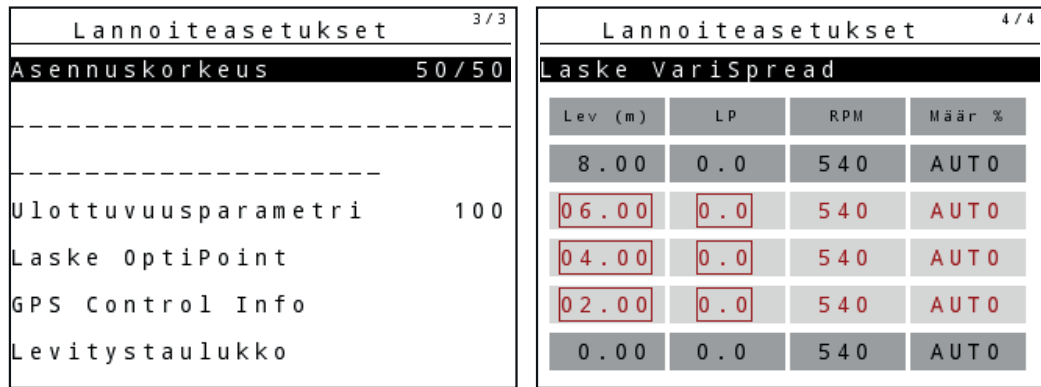 Lannoiteasetukset 3/3
Asennuskorkeus 50/50
Ulottuvuusparametri 100
Laske OptiPoint
GPS Control Info
Levitystaulukko
Lannoiteasetukset 4/4
Laske VariSpread
Lev (m) LP RPM Määr %
8.00 0.0 540 AUTO
06.00 0.0 540 AUTO
04.00 0.0 540 AUTO
02.00 0.0 540 AUTO
0.00 0.0 540 AUTO